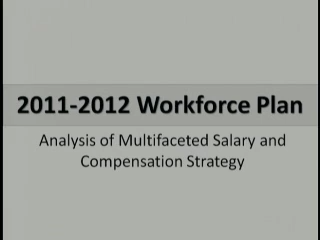 2011-2012 Workforce Plan
Analysis of Multifaceted Salary and
Compensation Strategy